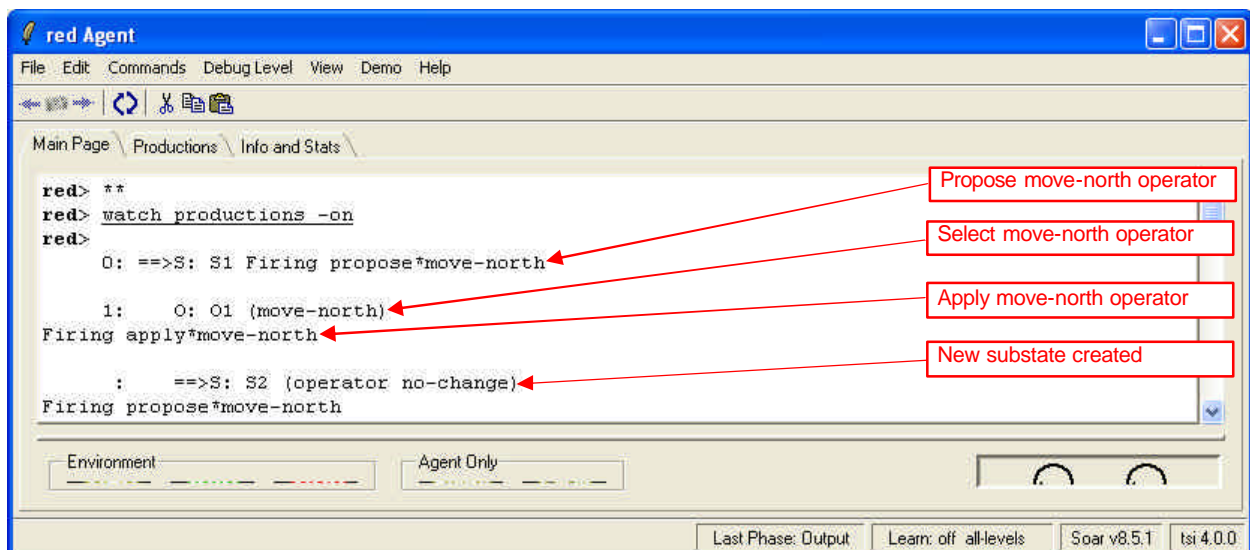 red Agent
File Edit Commands Debug Level View Demo Help
Main Page Productions Info and Stats
red> **
red> watch productions -on
red>
0: ==>S: S1 Firing propose*move-north
1: O: O1 (move-north)
Firing apply*move-north
: ==>S: S2 (operator no-change)
Firing propose*move-north
Propose move-north operator
Select move-north operator
Apply move-north operator
New substate created
Environment
Agent Only
Last Phase: Output Learn: off all-levels Soar v8.5.1 tsi 4.0.0